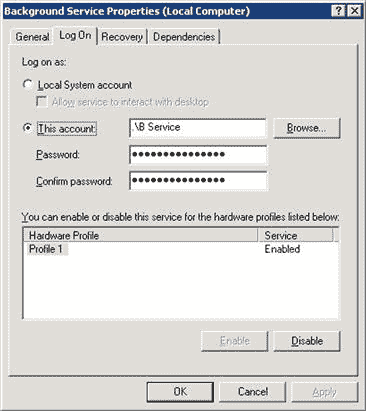 Background Service Properties (Local Computer)
General Log On Recovery Dependencies
Log on as:
Local System account
Allow service to interact with desktop
This account: .\B Service Browse...
Password: ●●●●●●●●●●●●●●●
Confirm password: ●●●●●●●●●●●●●●●
You can enable or disable this service for the hardware profiles listed below:
Hardware Profile Service
Profile 1 Enabled
Enable Disable
OK Cancel Apply